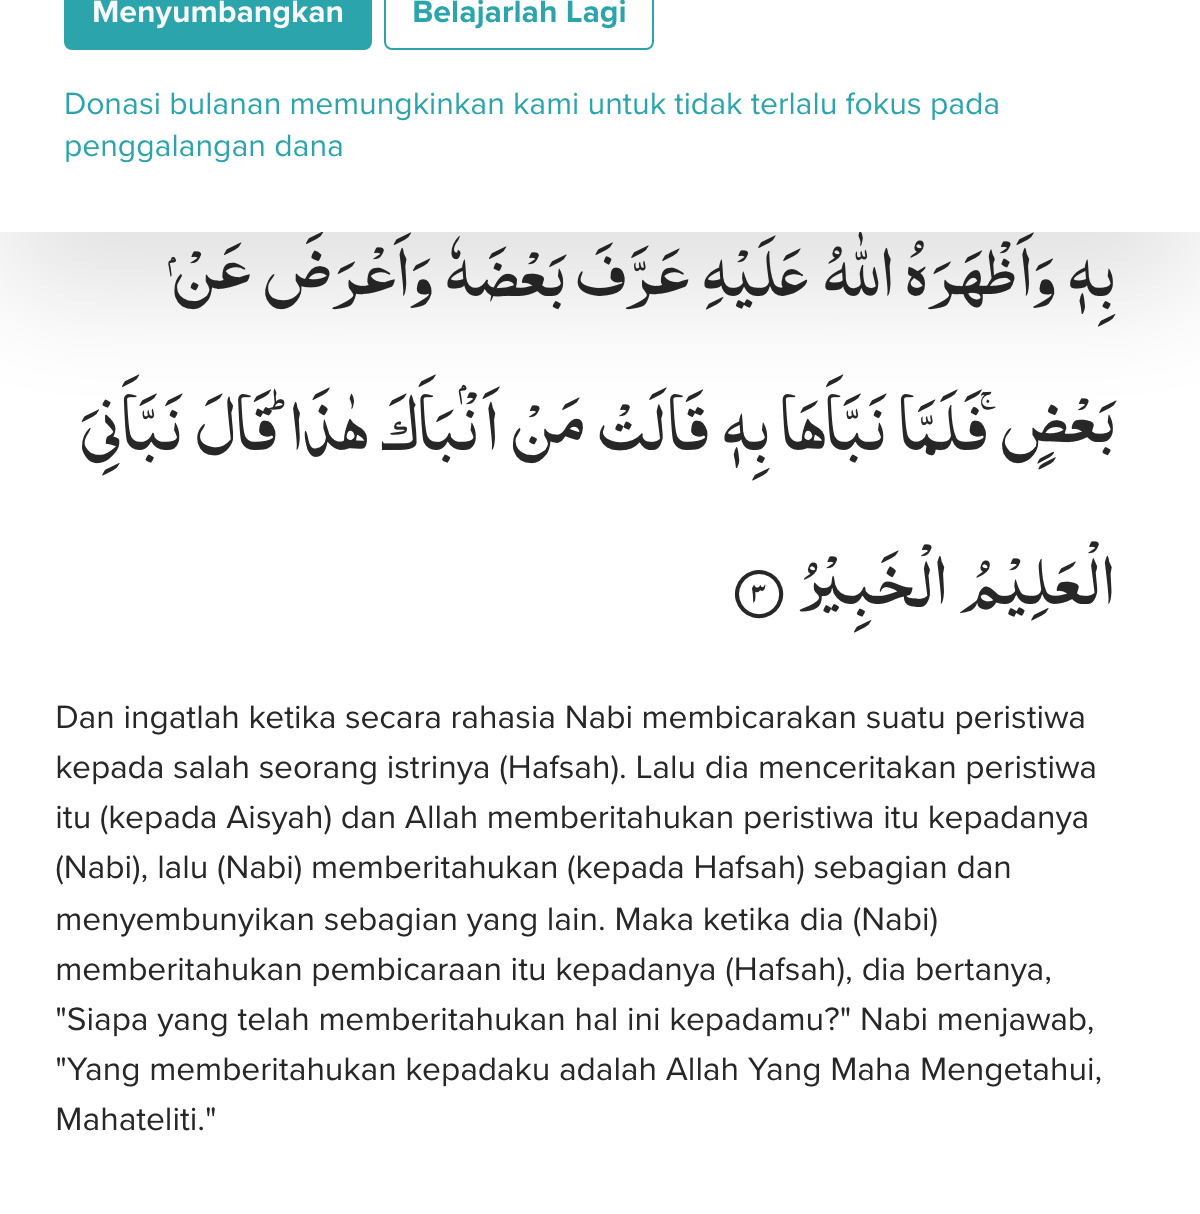 Menyumbangkan
Belajarlah Lagi
Donasi bulanan memungkinkan kami untuk tidak terlalu fokus pada
penggalangan dana
بِهٖ وَاَظْهَرَهُ اللّٰهُ عَلَيْهِ عَرَّفَ بَعْضَهٗ وَاَعْرَضَ عَنْۢ
بَعْضٍۚ فَلَمَّا نَبَّاَهَا بِهٖ قَالَتْ مَنْ اَنْۢبَاَكَ هٰذَاؕ قَالَ نَبَّاَنِىَ
الْعَلِيْمُ الْخَبِيْرُ ٣
Dan ingatlah ketika secara rahasia Nabi membicarakan suatu peristiwa
kepada salah seorang istrinya (Hafsah). Lalu dia menceritakan peristiwa
itu (kepada Aisyah) dan Allah memberitahukan peristiwa itu kepadanya
(Nabi), lalu (Nabi) memberitahukan (kepada Hafsah) sebagian dan
menyembunyikan sebagian yang lain. Maka ketika dia (Nabi)
memberitahukan pembicaraan itu kepadanya (Hafsah), dia bertanya,
"Siapa yang telah memberitahukan hal ini kepadamu?" Nabi menjawab,
"Yang memberitahukan kepadaku adalah Allah Yang Maha Mengetahui,
Mahateliti."